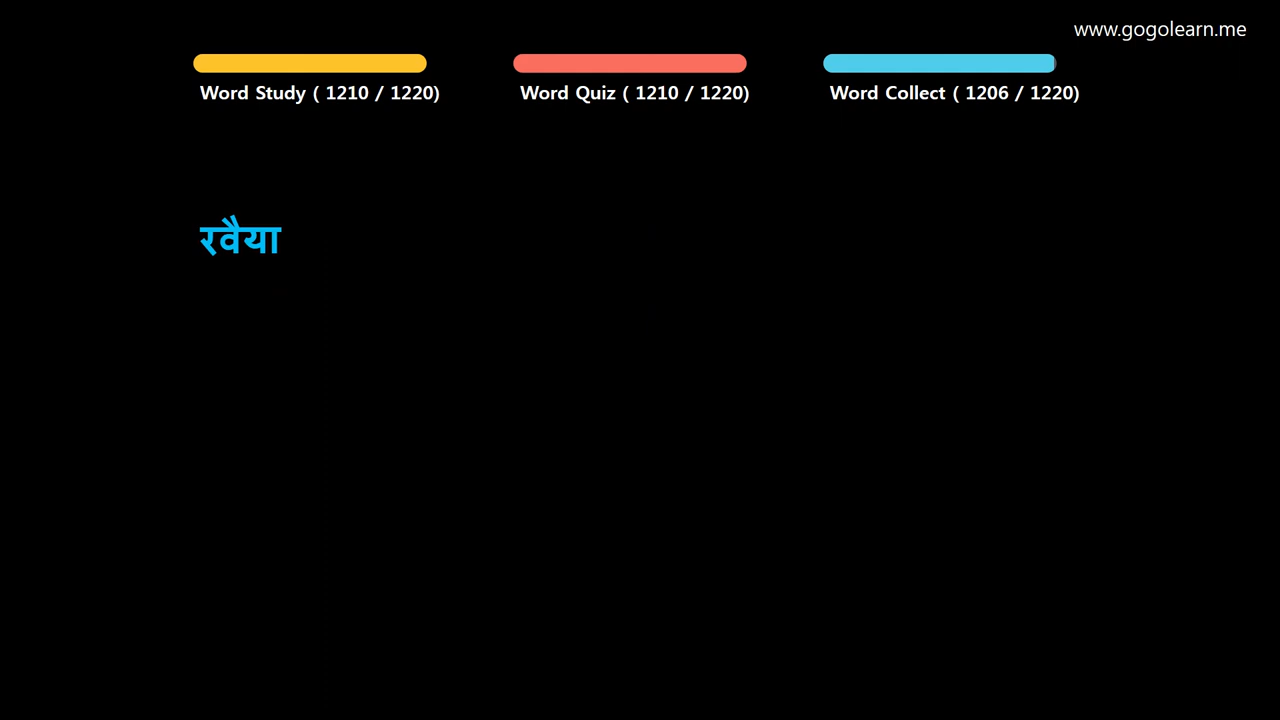 www.gogolearn.me
Word Study ( 1210 / 1220)
Word Quiz ( 1210 / 1220)
Word Collect ( 1206 / 1220)
रवैया